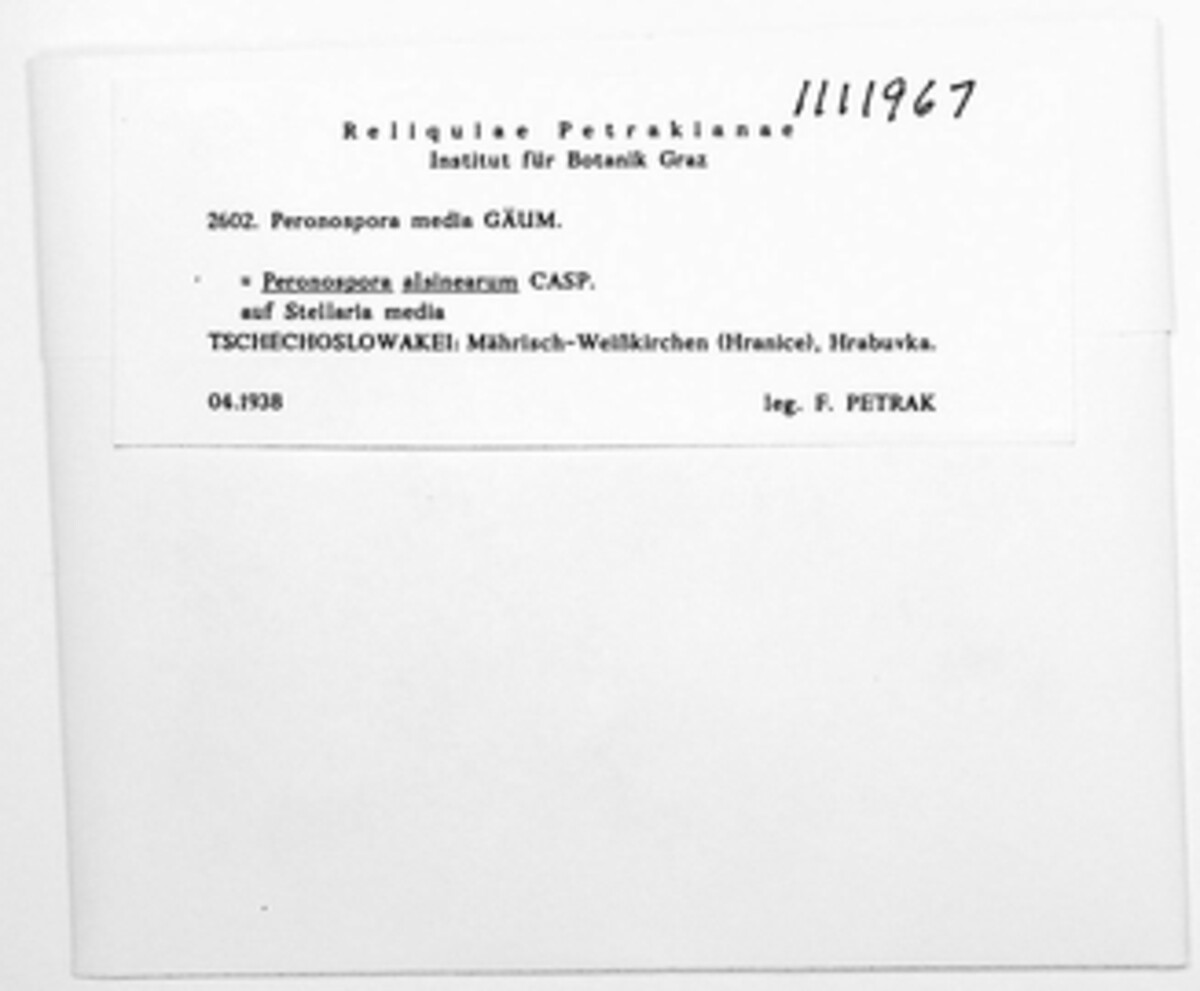 1111967
Reliquiae Petrakianae
Institut für Botanik Graz
2602. Peronospora media GÄUM.
= Peronospora alsinearum CASP.
auf Stellaria media
TSCHECHOSLOWAKEI: Mährisch-Weißkirchen (Hranice), Hrabuvka.
04.1938 leg. F. PETRAK